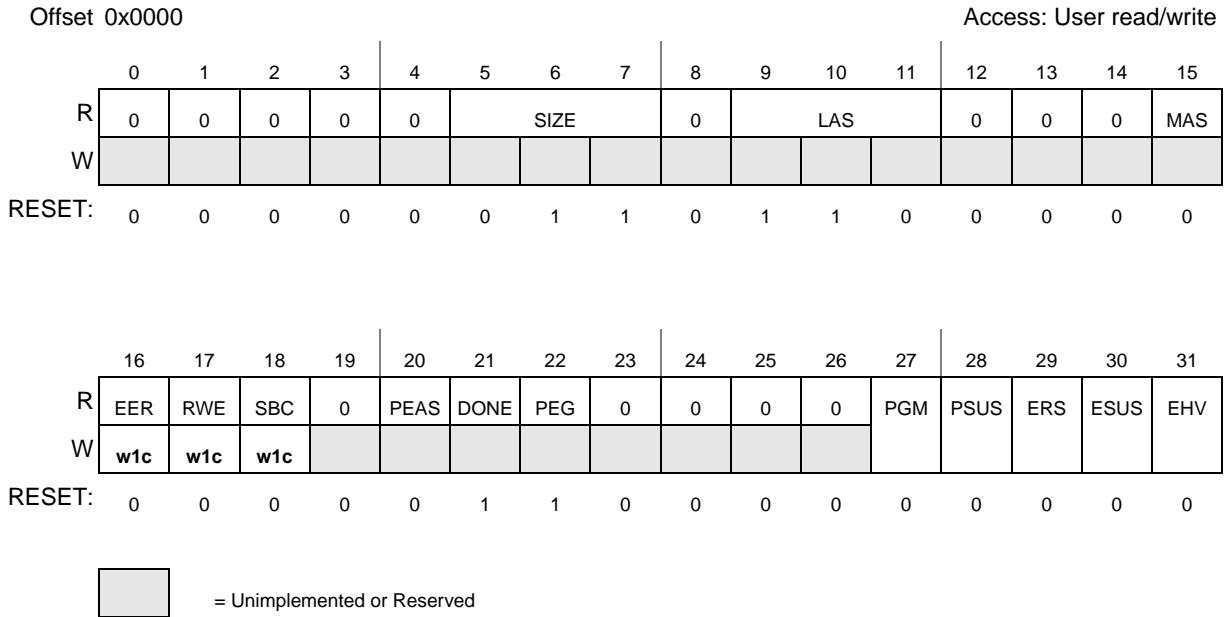 Offset 0x0000 Access: User read/write
0 1 2 3 4 5 6 7 8 9 10 11 12 13 14 15
R 0 0 0 0 0 SIZE 0 LAS 0 0 0 MAS
W
RESET: 0 0 0 0 0 0 1 1 0 1 1 0 0 0 0 0
16 17 18 19 20 21 22 23 24 25 26 27 28 29 30 31
R EER RWE SBC 0 PEAS DONE PEG 0 0 0 0 PGM PSUS ERS ESUS EHV
W w1c w1c w1c
RESET: 0 0 0 0 0 1 1 0 0 0 0 0 0 0 0 0
= Unimplemented or Reserved